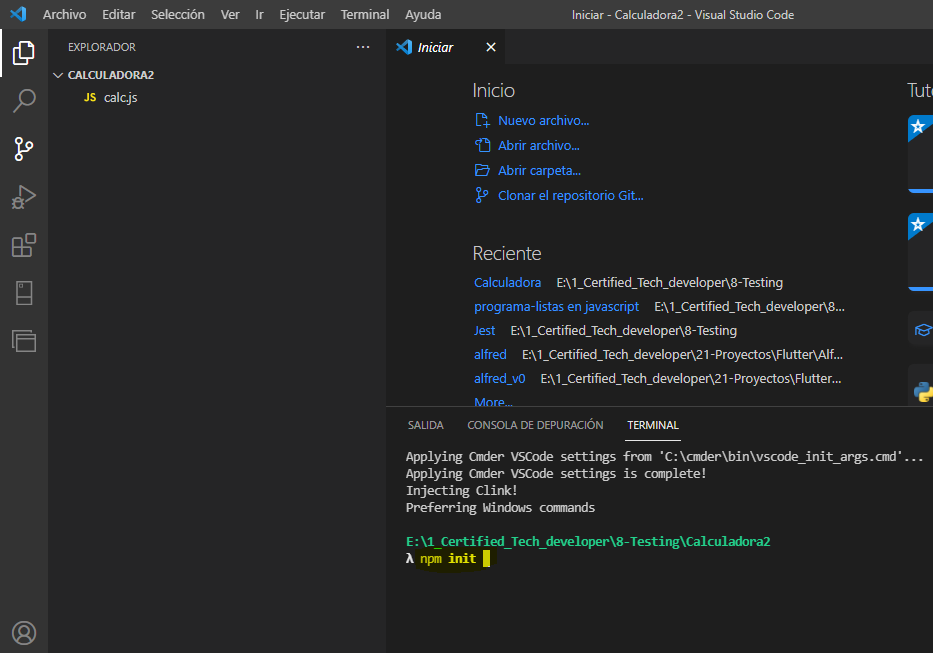 Archivo Editar Selección Ver Ir Ejecutar Terminal Ayuda Iniciar - Calculadora2 - Visual Studio Code
EXPLORADOR ...
CALCULADORA2
JS calc.js
Iniciar
Inicio
Nuevo archivo...
Abrir archivo...
Abrir carpeta...
Clonar el repositorio Git...
Reciente
Calculadora E:\1_Certified_Tech_developer\8-Testing
programa-listas en javascript E:\1_Certified_Tech_developer\8...
Jest E:\1_Certified_Tech_developer\8-Testing
alfred E:\1_Certified_Tech_developer\21-Proyectos\Flutter\Alf...
alfred_v0 E:\1_Certified_Tech_developer\21-Proyectos\Flutter...
More...
Tuto
SALIDA CONSOLA DE DEPURACIÓN TERMINAL
Applying Cmder VSCode settings from 'C:\cmder\bin\vscode_init_args.cmd'...
Applying Cmder VSCode settings is complete!
Injecting Clink!
Preferring Windows commands
E:\1_Certified_Tech_developer\8-Testing\Calculadora2
λ npm init